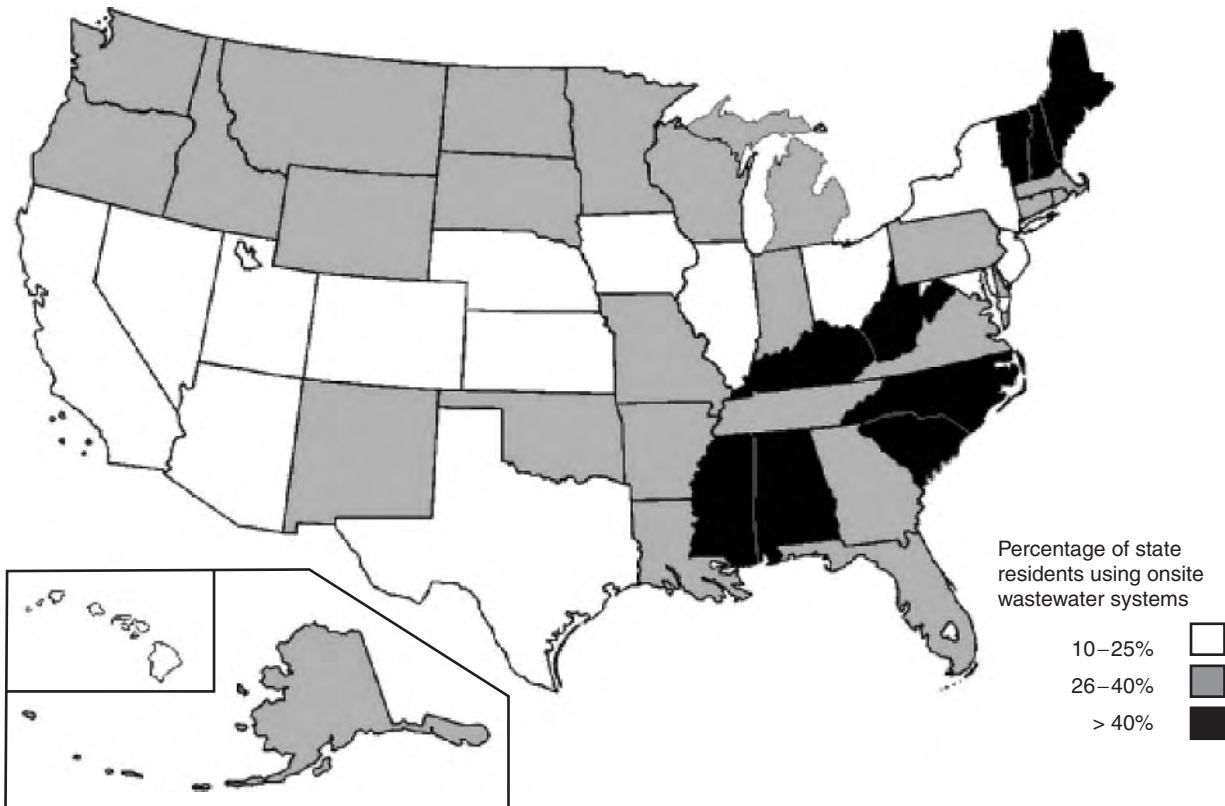 Percentage of state
residents using onsite
wastewater systems
10–25%
26–40%
> 40%